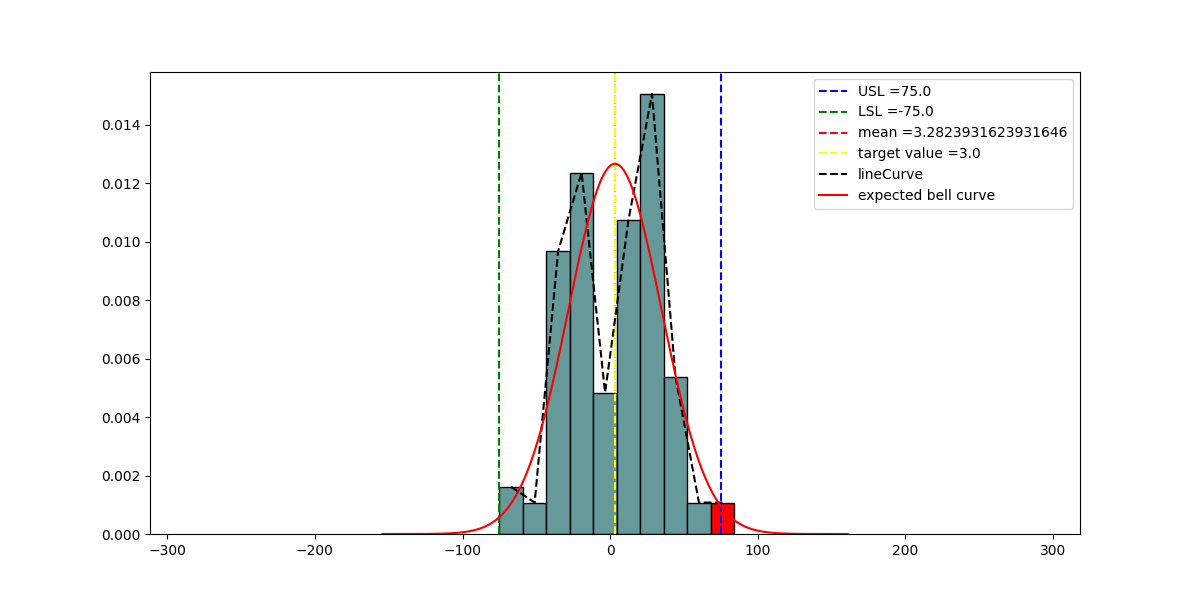 USL =75.0
LSL =-75.0
mean =3.2823931623931646
target value =3.0
lineCurve
expected bell curve
0.014
0.012
0.010
0.008
0.006
0.004
0.002
0.000
−300 −200 −100 0 100 200 300